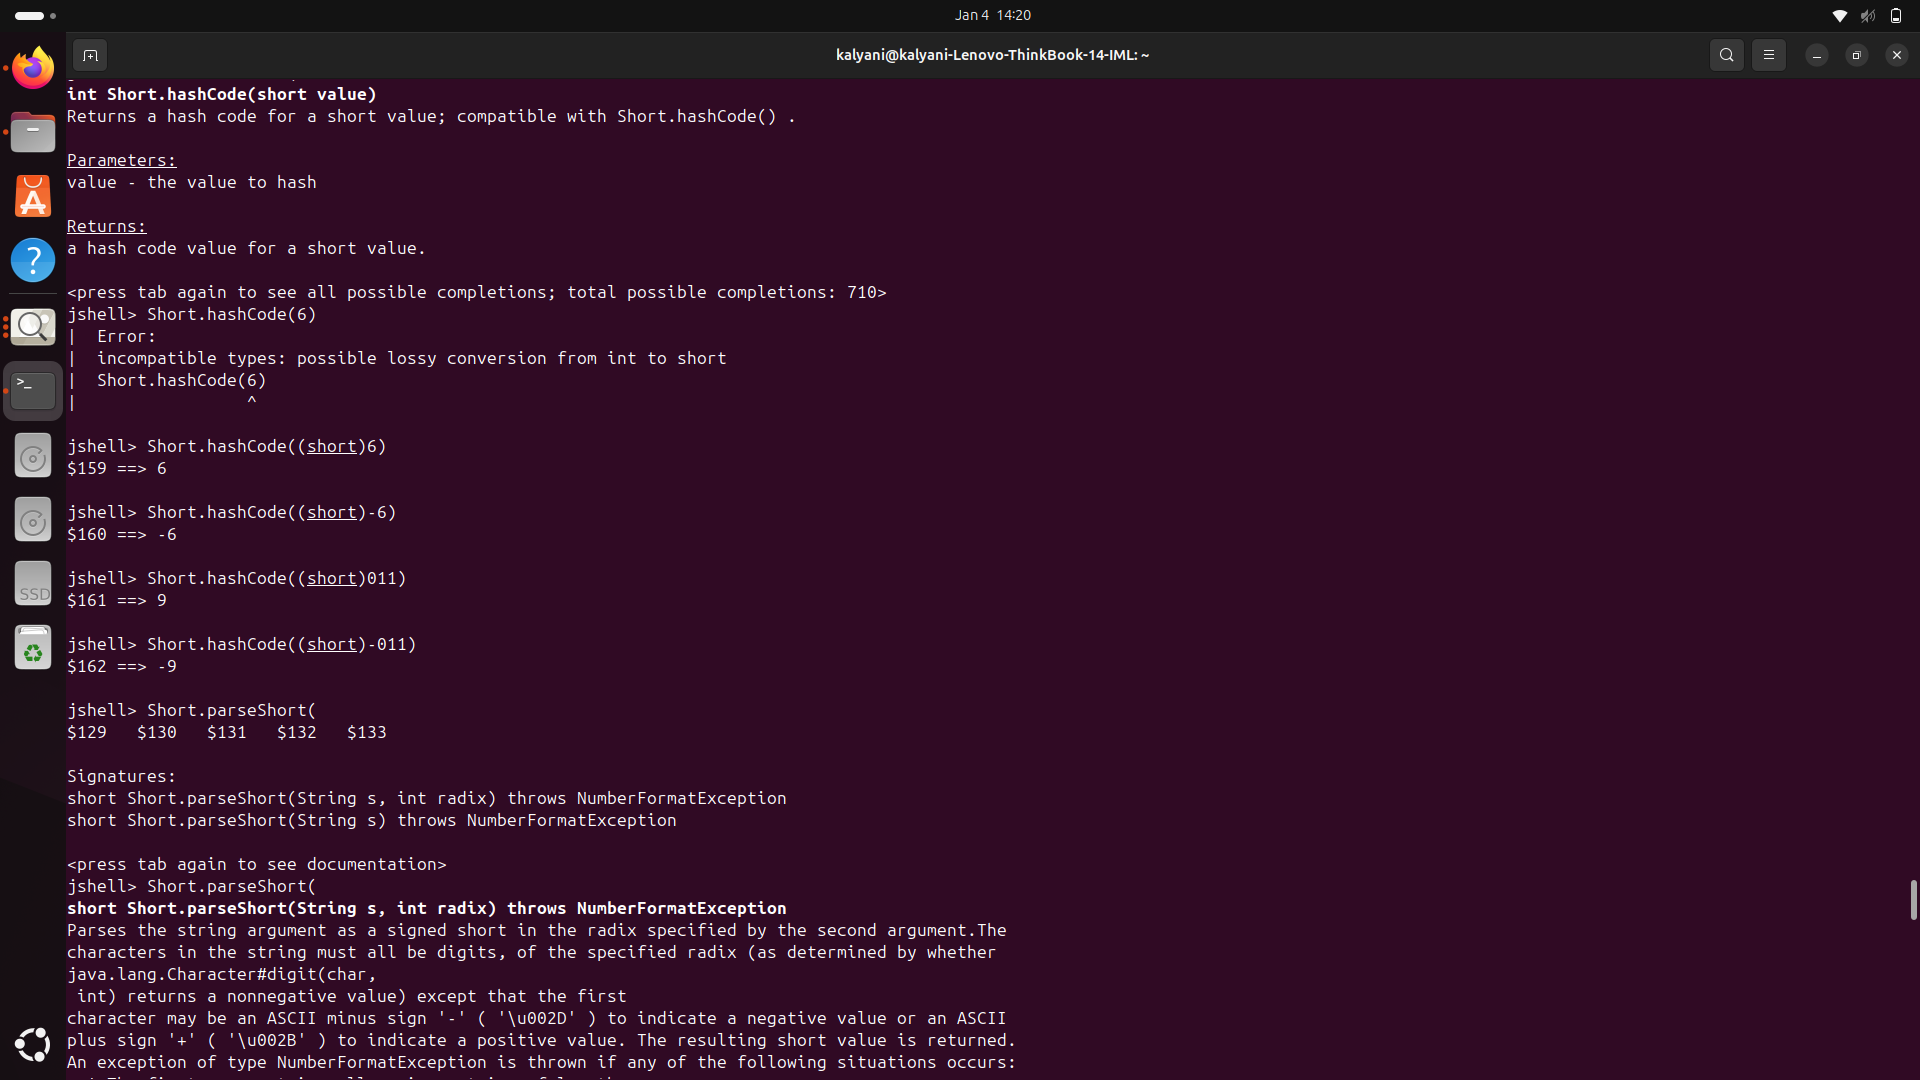 Jan 4 14:20
kalyani@kalyani-Lenovo-ThinkBook-14-IML: ~
int Short.hashCode(short value)
Returns a hash code for a short value; compatible with Short.hashCode() .
Parameters:
value - the value to hash
Returns:
a hash code value for a short value.
<press tab again to see all possible completions; total possible completions: 710>
jshell> Short.hashCode(6)
|  Error:
|  incompatible types: possible lossy conversion from int to short
|  Short.hashCode(6)
|                 ^
jshell> Short.hashCode((short)6)
$159 ==> 6
jshell> Short.hashCode((short)-6)
$160 ==> -6
jshell> Short.hashCode((short)011)
$161 ==> 9
jshell> Short.hashCode((short)-011)
$162 ==> -9
jshell> Short.parseShort(
$129   $130   $131   $132   $133
Signatures:
short Short.parseShort(String s, int radix) throws NumberFormatException
short Short.parseShort(String s) throws NumberFormatException
<press tab again to see documentation>
jshell> Short.parseShort(
short Short.parseShort(String s, int radix) throws NumberFormatException
Parses the string argument as a signed short in the radix specified by the second argument.The
characters in the string must all be digits, of the specified radix (as determined by whether
java.lang.Character#digit(char,
 int) returns a nonnegative value) except that the first
character may be an ASCII minus sign '-' ( '\u002D' ) to indicate a negative value or an ASCII
plus sign '+' ( '\u002B' ) to indicate a positive value. The resulting short value is returned.
An exception of type NumberFormatException is thrown if any of the following situations occurs:
SSD